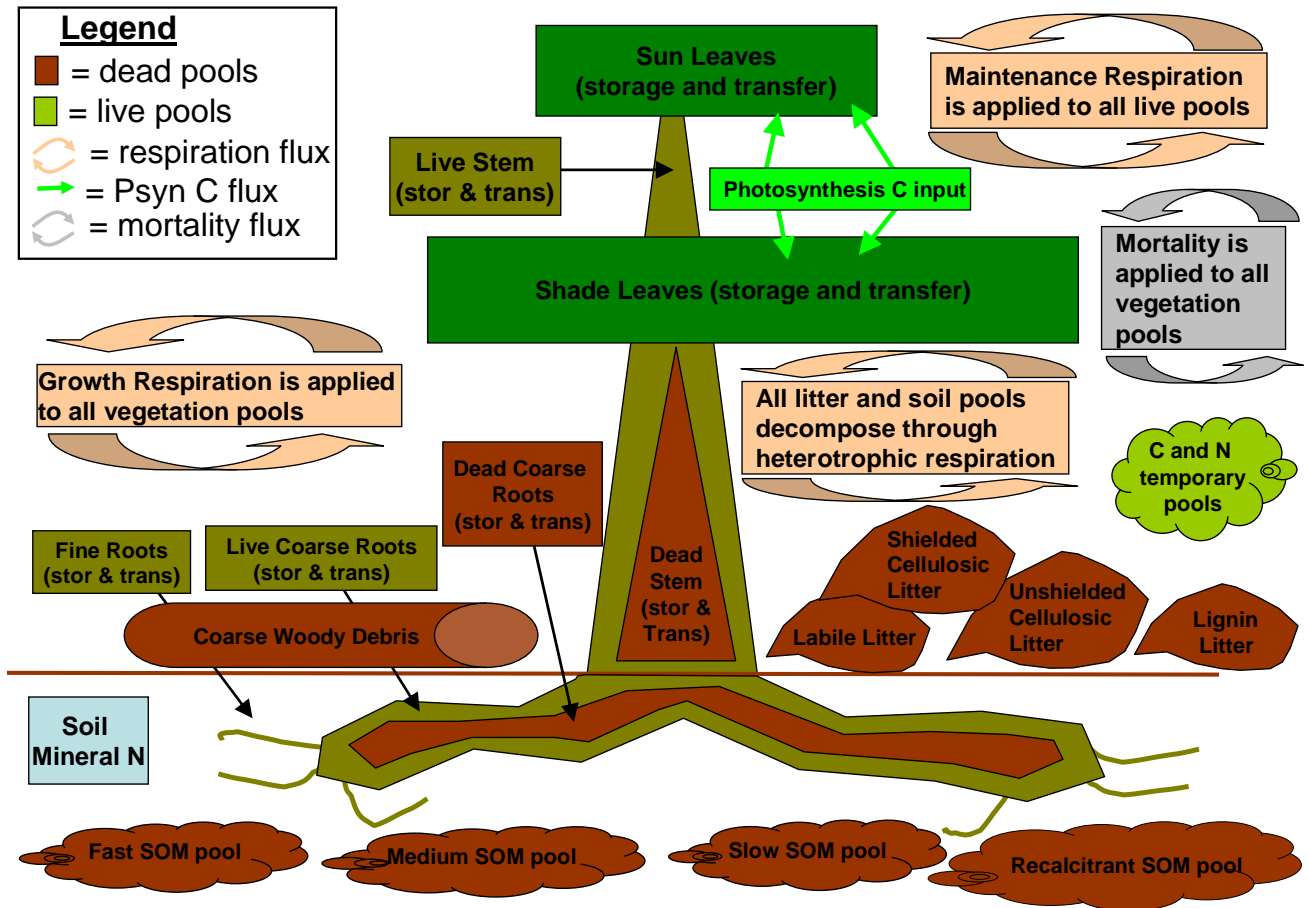 Legend
= dead pools
= live pools
= respiration flux
= Psyn C flux
= mortality flux
Sun Leaves
(storage and transfer)
Maintenance Respiration
is applied to all live pools
Live Stem
(stor & trans)
Photosynthesis C input
Mortality is
applied to all
vegetation
pools
Shade Leaves (storage and transfer)
Growth Respiration is applied
to all vegetation pools
All litter and soil pools
decompose through
heterotrophic respiration
C and N
temporary
pools
Dead Coarse
Roots
(stor & trans)
Fine Roots
(stor & trans)
Live Coarse Roots
(stor & trans)
Dead
Stem
(stor &
Trans)
Shielded
Cellulosic
Litter
Unshielded
Cellulosic
Litter
Labile Litter
Lignin
Litter
Coarse Woody Debris
Soil
Mineral N
Fast SOM pool
Medium SOM pool
Slow SOM pool
Recalcitrant SOM pool